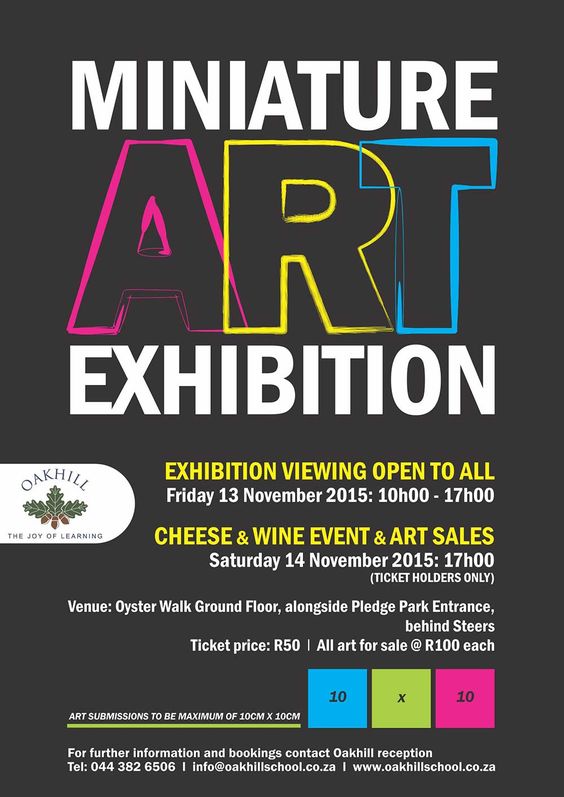 MINIATURE
ART
EXHIBITION
EXHIBITION VIEWING OPEN TO ALL
Friday 13 November 2015: 10h00 - 17h00
OAKHILL
THE JOY OF LEARNING
CHEESE & WINE EVENT & ART SALES
Saturday 14 November 2015: 17h00
(TICKET HOLDERS ONLY)
Venue: Oyster Walk Ground Floor, alongside Pledge Park Entrance,
behind Steers
Ticket price: R50 | All art for sale @ R100 each
10 x 10
ART SUBMISSIONS TO BE MAXIMUM OF 10CM X 10CM
For further information and bookings contact Oakhill reception
Tel: 044 382 6506 | info@oakhillschool.co.za | www.oakhillschool.co.za